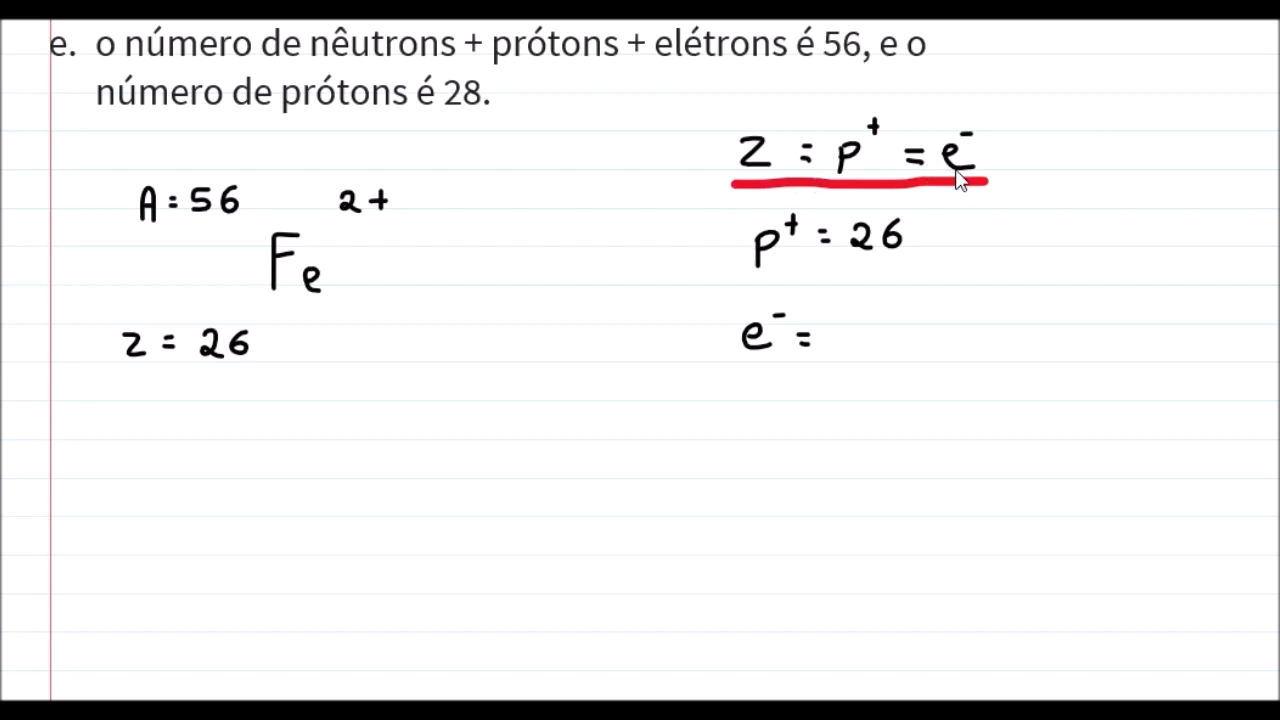 e. o número de nêutrons + prótons + elétrons é 56, e o
número de prótons é 28.
Z = p+ = e-
A = 56 2+
Fe
p+ = 26
z = 26
e- =